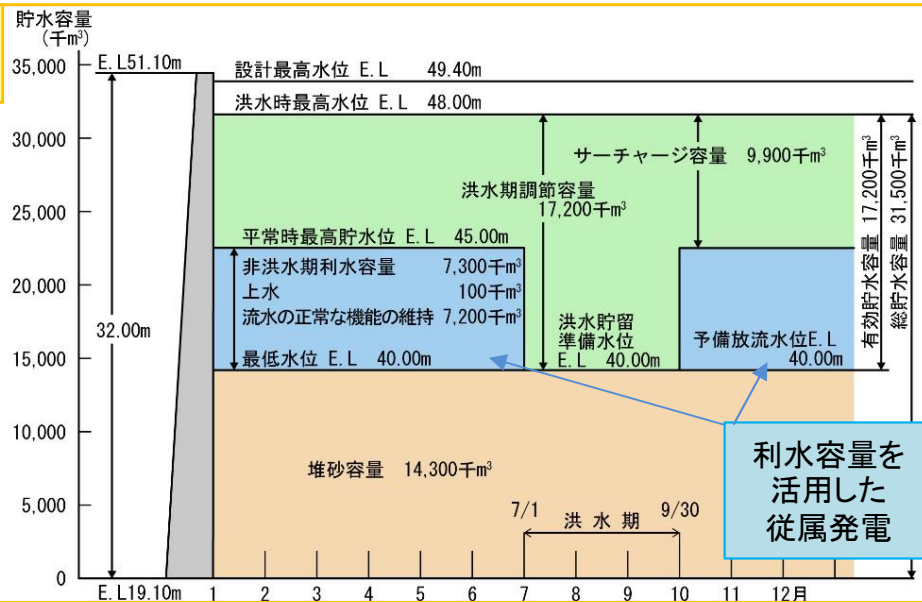 貯水容量
(千m³)
E.L51.10m
35,000
設計最高水位 E.L 49.40m
洪水時最高水位 E.L 48.00m
30,000
サーチャージ容量 9,900千m³
洪水期調節容量
17,200千m³
有効貯水容量 17,200千m³
総貯水容量 31,500千m³
25,000
平常時最高貯水位 E.L 45.00m
非洪水期利水容量 7,300千m³
20,000
上水 100千m³
流水の正常な機能の維持 7,200千m³
32.00m
洪水貯留
準備水位
E.L 40.00m
予備放流水位E.L
40.00m
15,000
最低水位 E.L 40.00m
10,000
利水容量を
活用した
従属発電
堆砂容量 14,300千m³
5,000
7/1
9/30
洪水期
0
E.L19.10m
1 2 3 4 5 6 7 8 9 10 11 12月